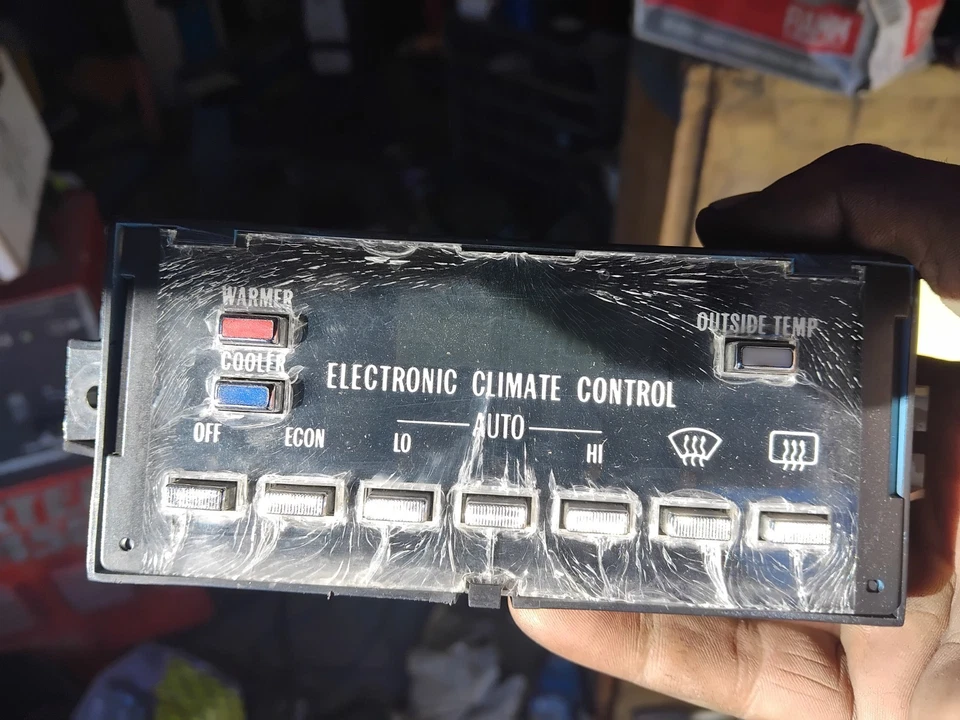 WARMER
OUTSIDE TEMP
COOLER
ELECTRONIC CLIMATE CONTROL
OFF ECON LO AUTO HI